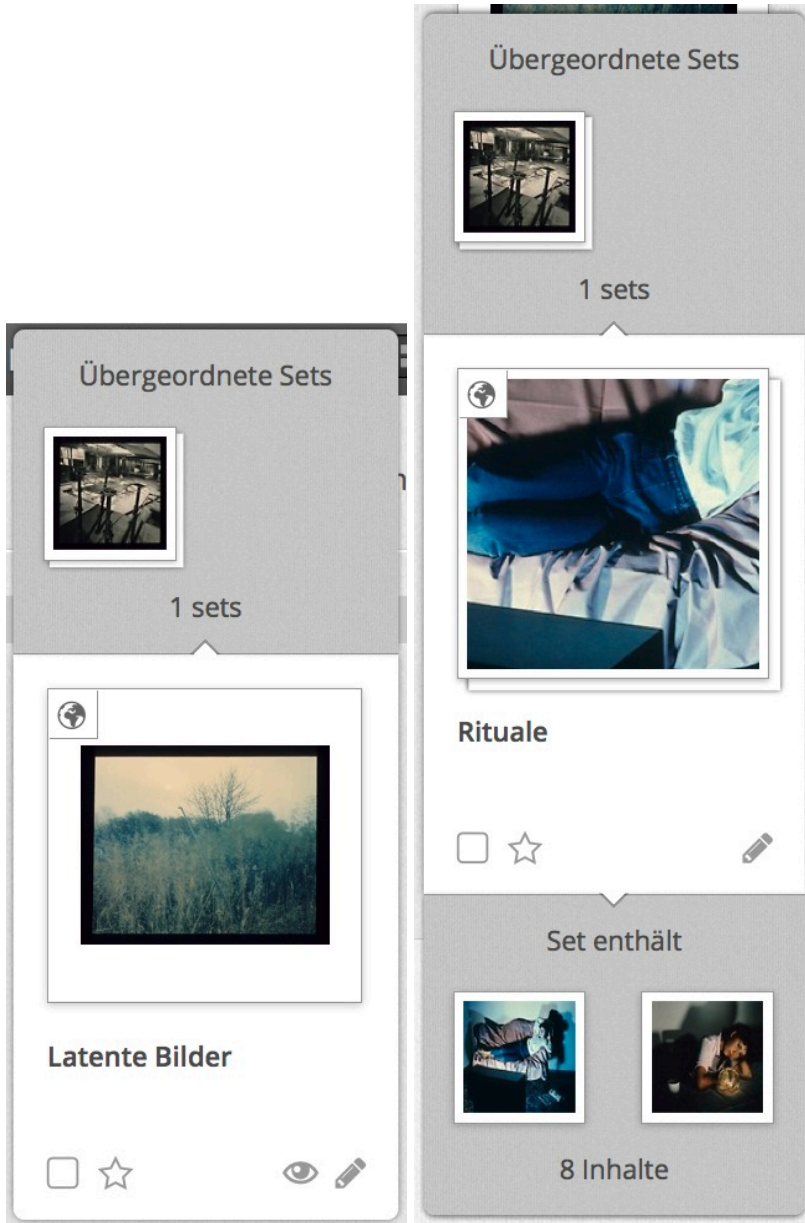 Übergeordnete Sets
1 sets
Latente Bilder
Übergeordnete Sets
1 sets
Rituale
Set enthält
8 Inhalte